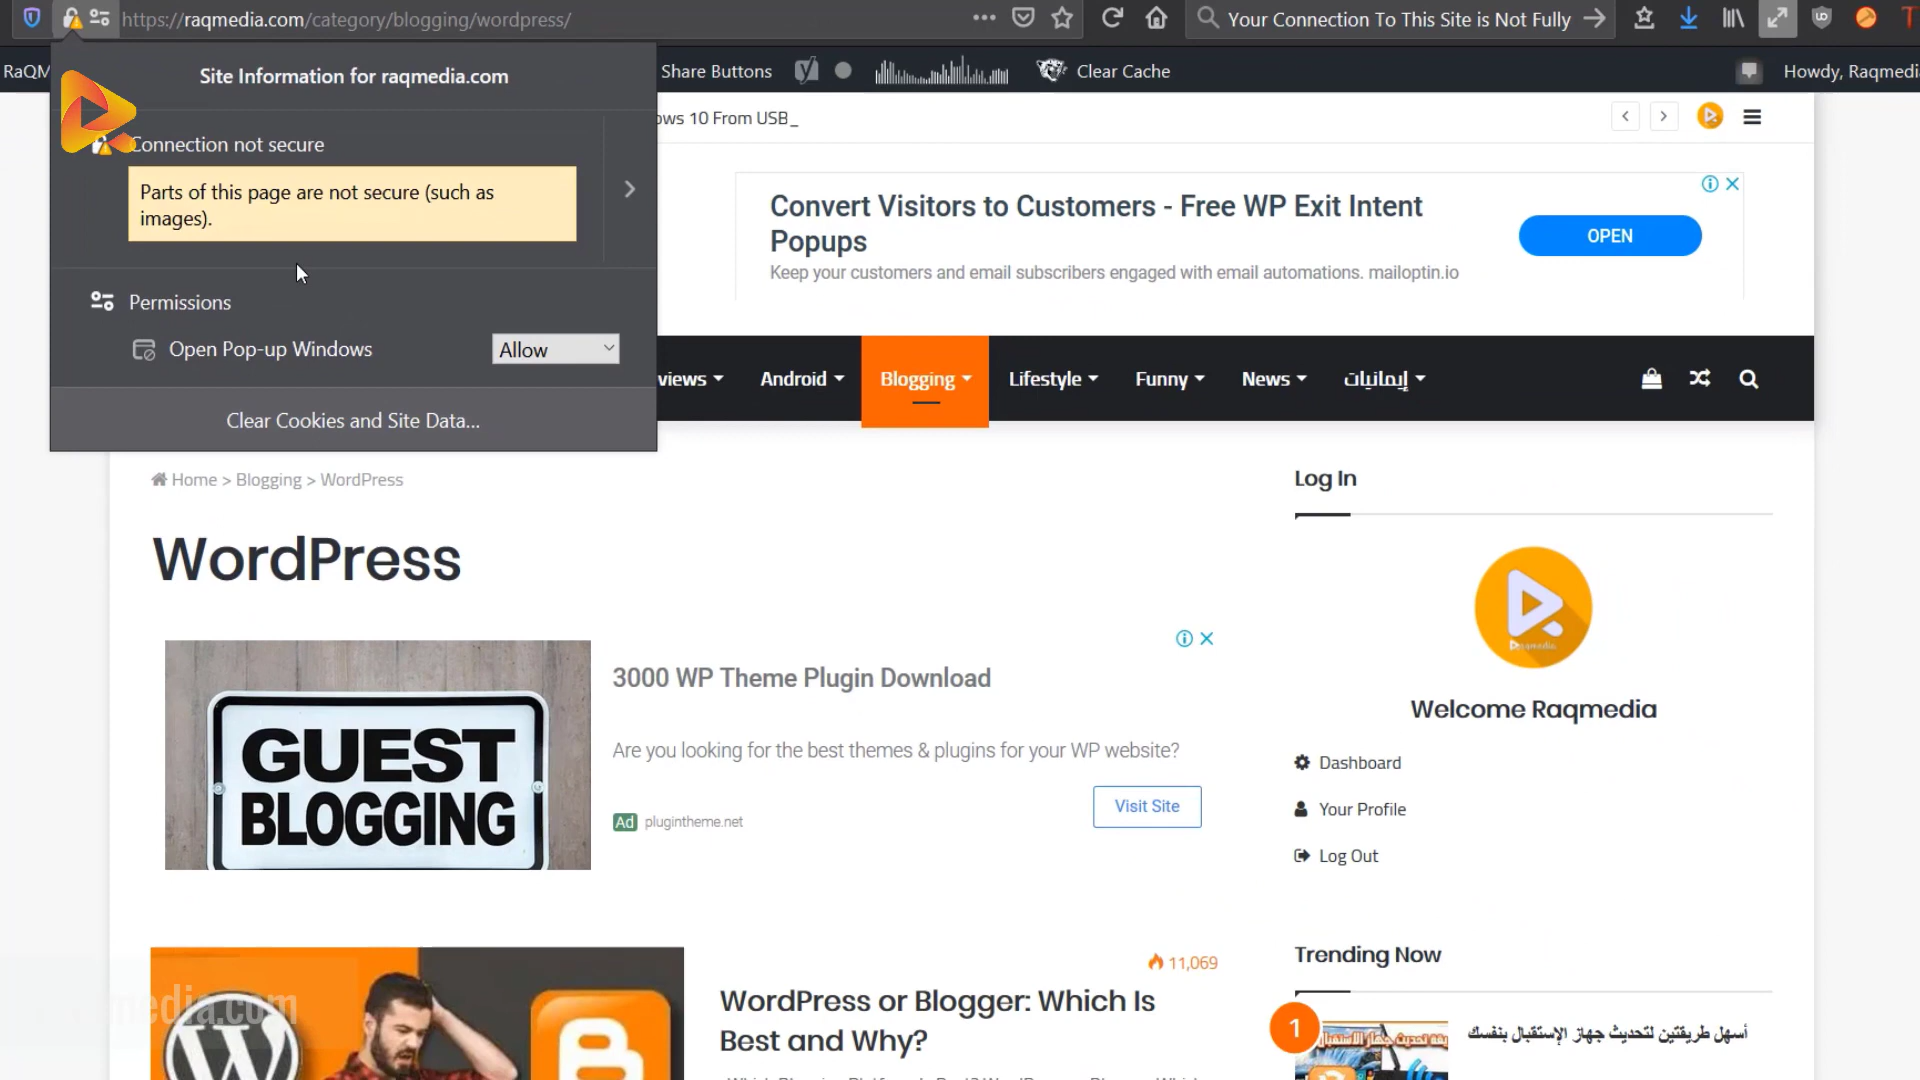 https://raqmedia.com/category/blogging/wordpress/
Your Connection To This Site is Not Fully
Site Information for raqmedia.com
Share Buttons
Clear Cache
Howdy, Raqmedi
RaQM
ows 10 From USB_
Connection not secure
Parts of this page are not secure (such as
images).
Convert Visitors to Customers - Free WP Exit Intent
Popups
Keep your customers and email subscribers engaged with email automations. mailoptin.io
OPEN
Permissions
Open Pop-up Windows
Allow
Clear Cookies and Site Data...
views
Android
Blogging
Lifestyle
Funny
News
إيمانيات
Home > Blogging > WordPress
WordPress
GUEST
BLOGGING
3000 WP Theme Plugin Download
Are you looking for the best themes & plugins for your WP website?
Ad plugintheme.net
Visit Site
11,069
WordPress or Blogger: Which Is
Best and Why?
Log In
Raqmedia
Welcome Raqmedia
Dashboard
Your Profile
Log Out
Trending Now
1
أسهل طريقتين لتحديث جهاز الإستقبال بنفسك
media.com